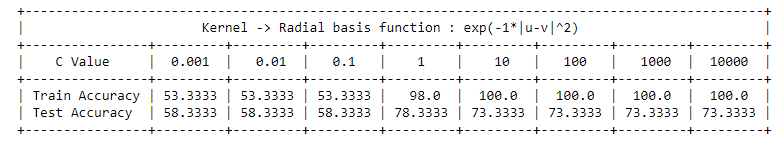 Kernel -> Radial basis function : exp(-1*|u-v|^2)
C Value | 0.001 | 0.01 | 0.1 | 1 | 10 | 100 | 1000 | 10000
Train Accuracy | 53.3333 | 53.3333 | 53.3333 | 98.0 | 100.0 | 100.0 | 100.0 | 100.0
Test Accuracy | 58.3333 | 58.3333 | 58.3333 | 78.3333 | 73.3333 | 73.3333 | 73.3333 | 73.3333